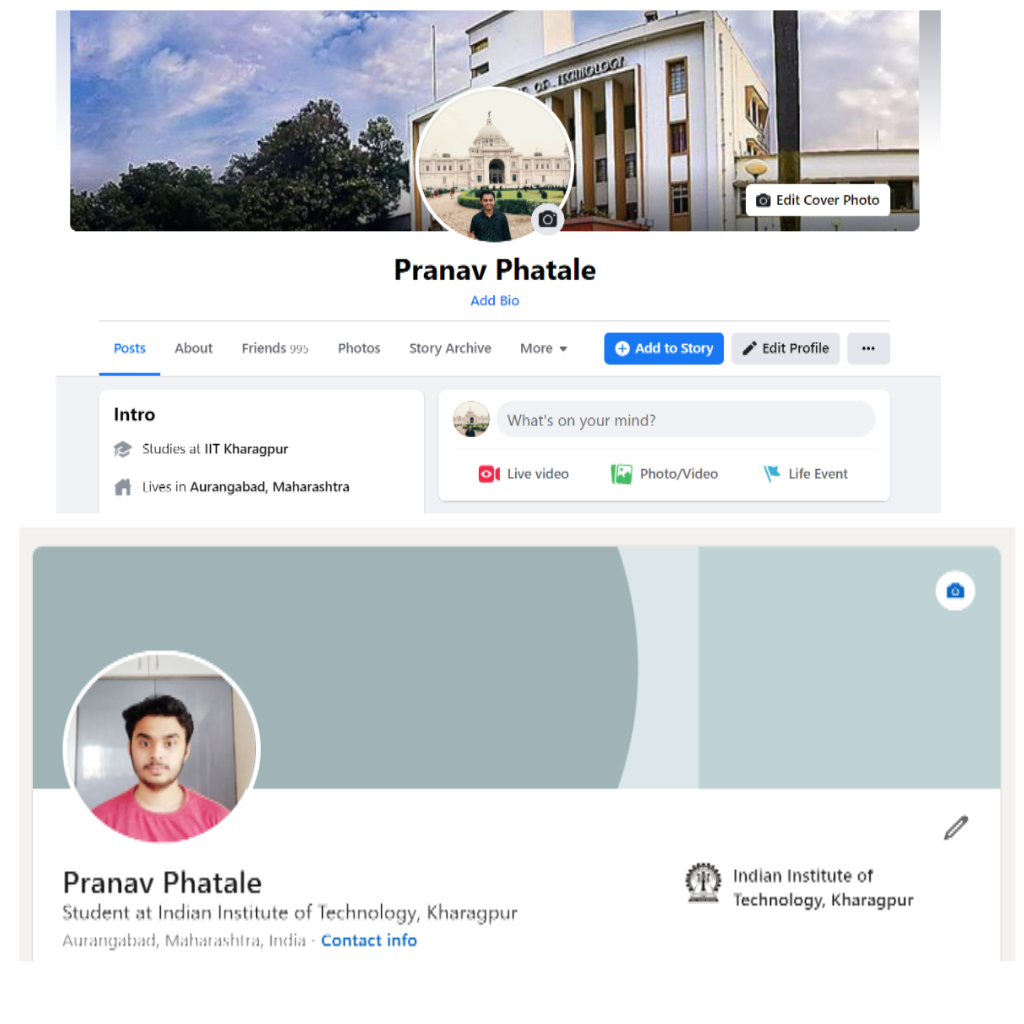 OF TECHNOLOGY
Edit Cover Photo
Pranav Phatale
Add Bio
Posts About Friends 995 Photos Story Archive More Add to Story Edit Profile ...
Intro
Studies at IIT Kharagpur
Lives in Aurangabad, Maharashtra
What's on your mind?
Live video Photo/Video Life Event
Pranav Phatale
Student at Indian Institute of Technology, Kharagpur
Aurangabad, Maharashtra, India · Contact info
Indian Institute of
Technology, Kharagpur